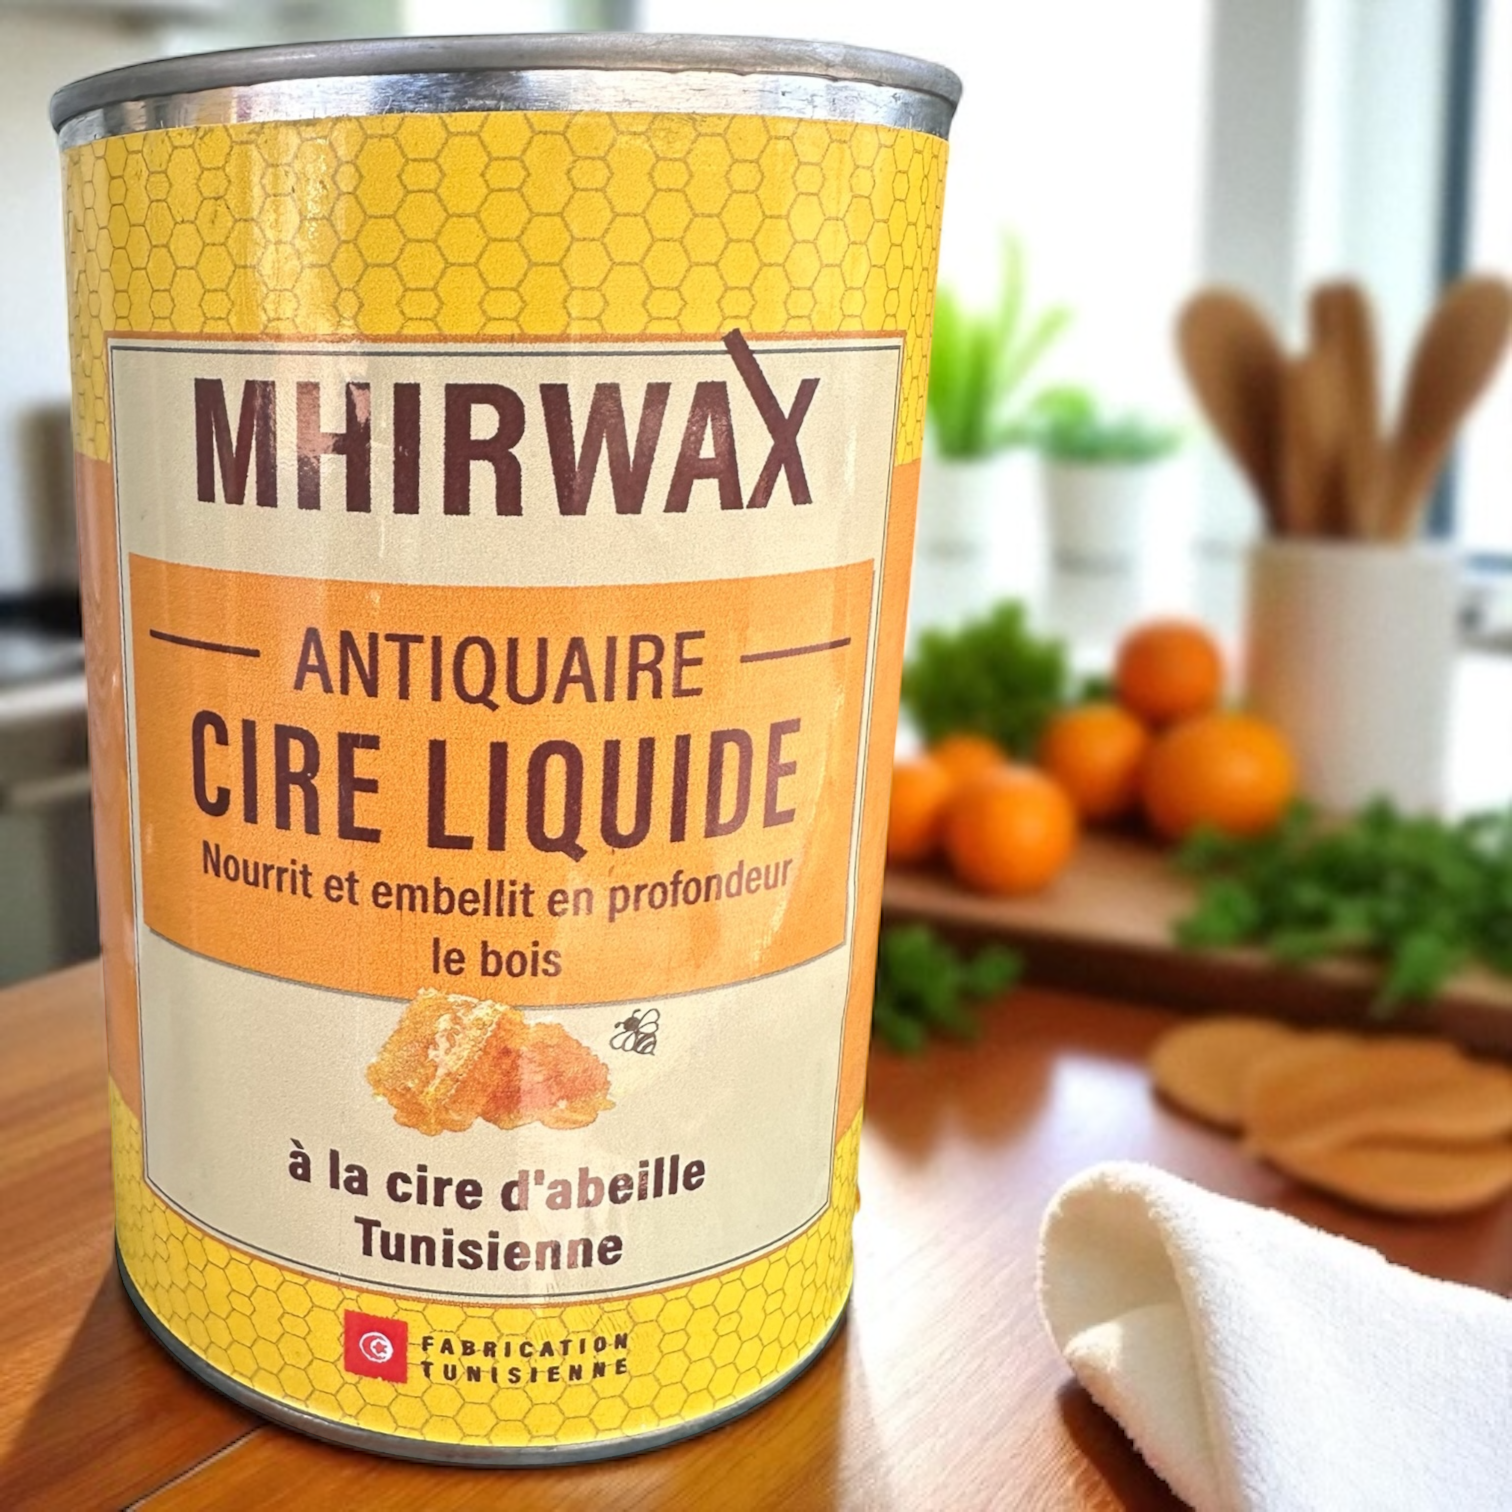 MHIRWAX
ANTIQUAIRE
CIRE LIQUIDE
Nourrit et embellit en profondeur
le bois
à la cire d'abeille
Tunisienne
FABRICATION
TUNISIENNE